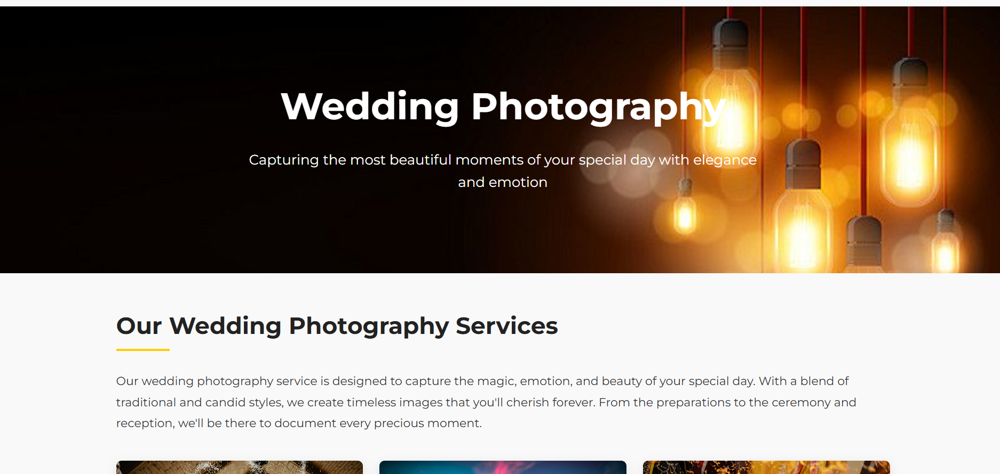 Wedding Photography
Capturing the most beautiful moments of your special day with elegance
and emotion
Our Wedding Photography Services
Our wedding photography service is designed to capture the magic, emotion, and beauty of your special day. With a blend of
traditional and candid styles, we create timeless images that you'll cherish forever. From the preparations to the ceremony and
reception, we'll be there to document every precious moment.